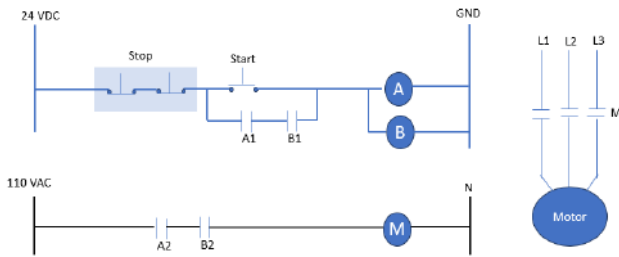 24 VDC
GND
Stop
Start
A
A1
B1
B
L1
L2
L3
M
Motor
110 VAC
N
A2
B2
M